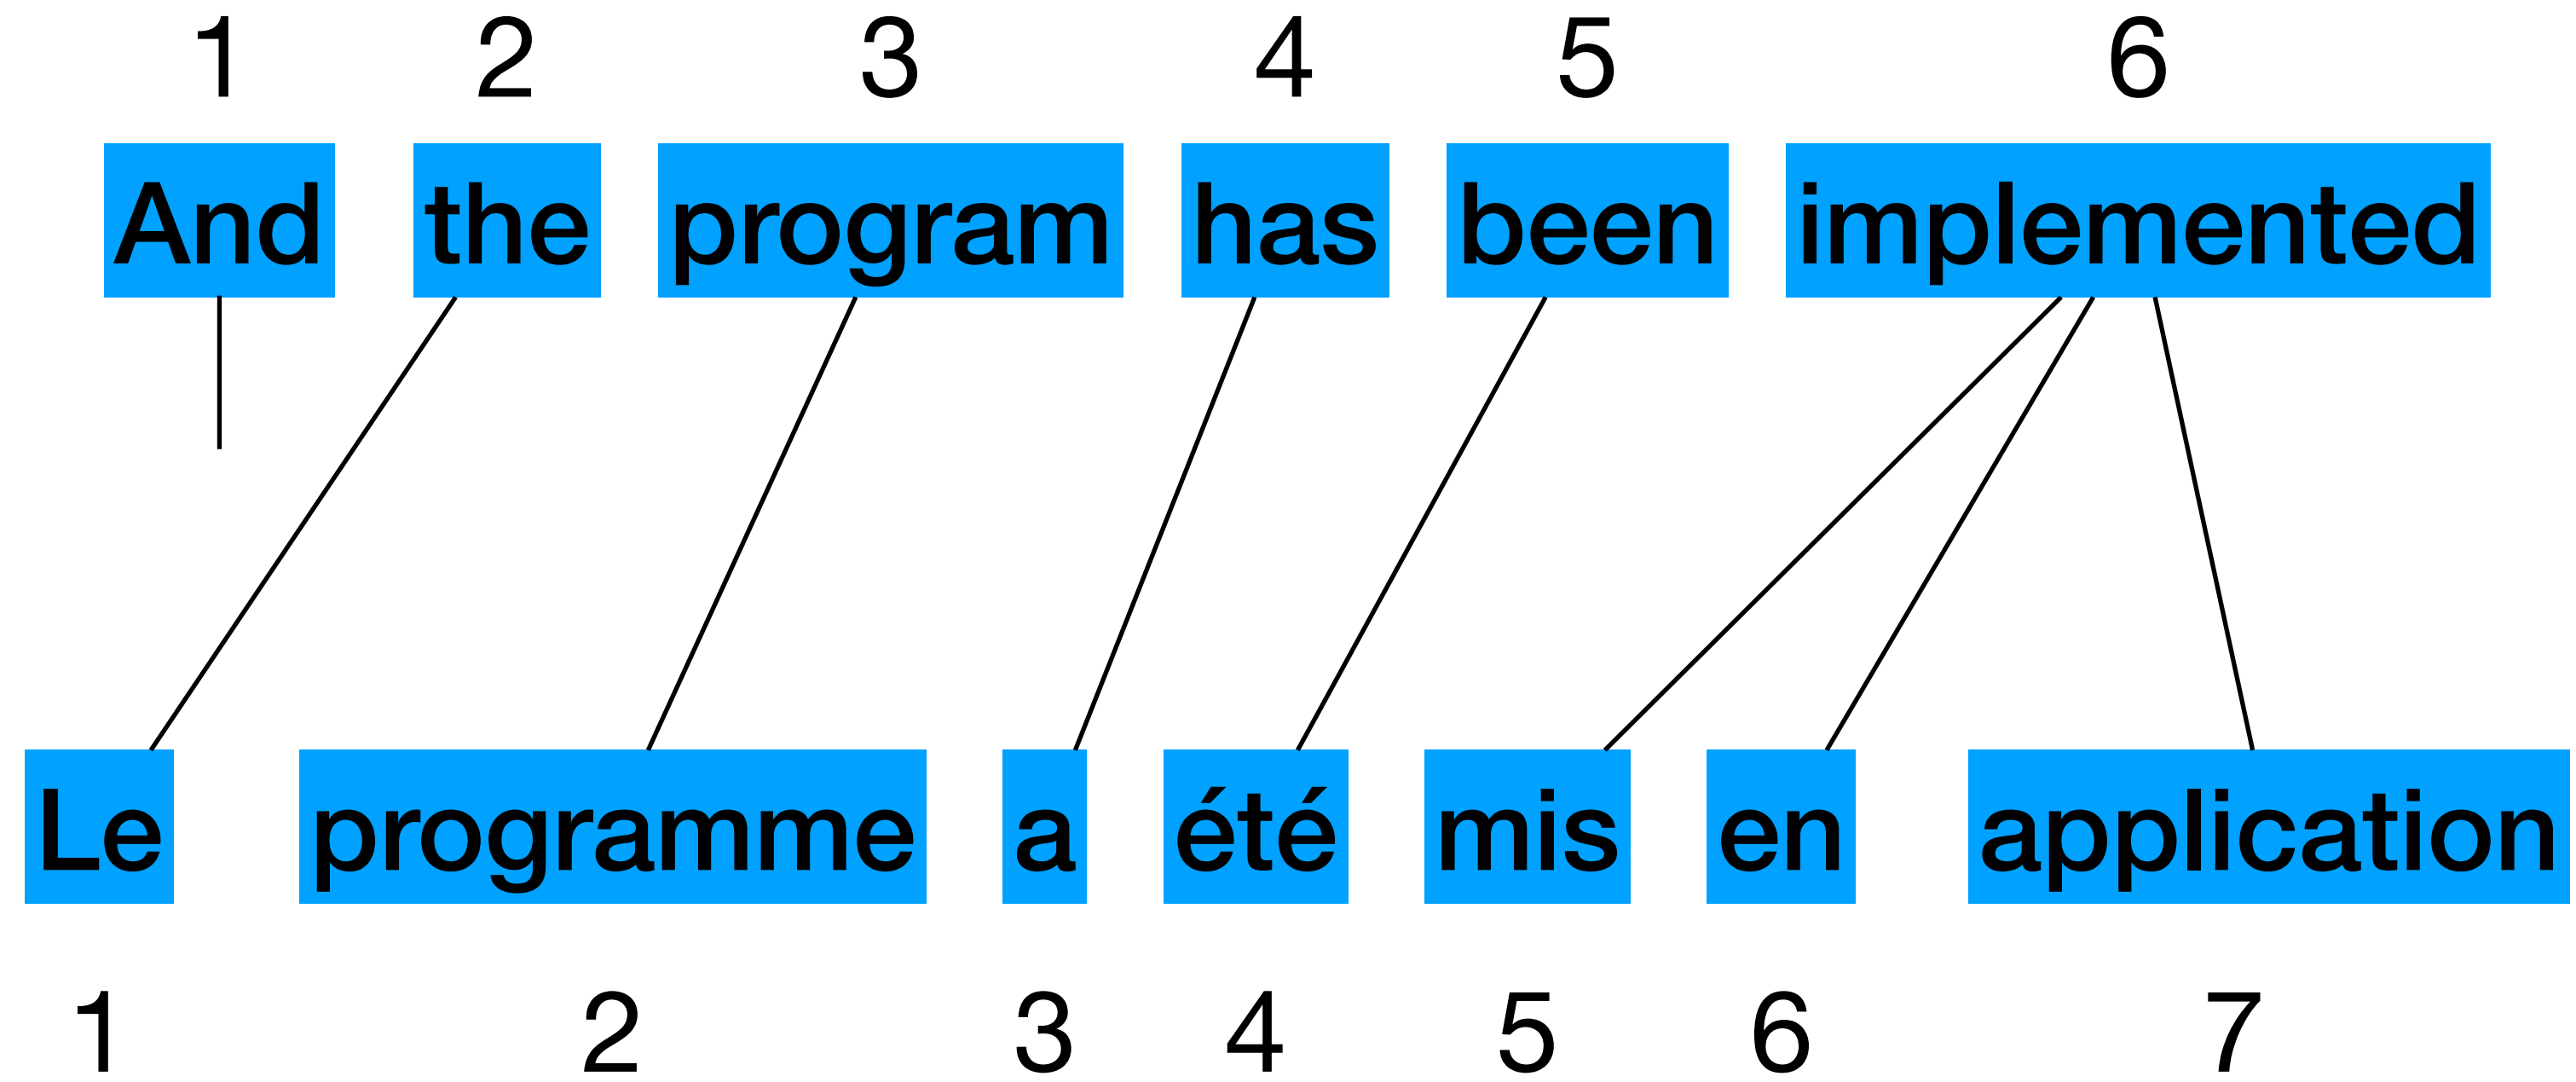 1 2 3 4 5 6
And the program has been implemented
Le programme a été mis en application
1 2 3 4 5 6 7